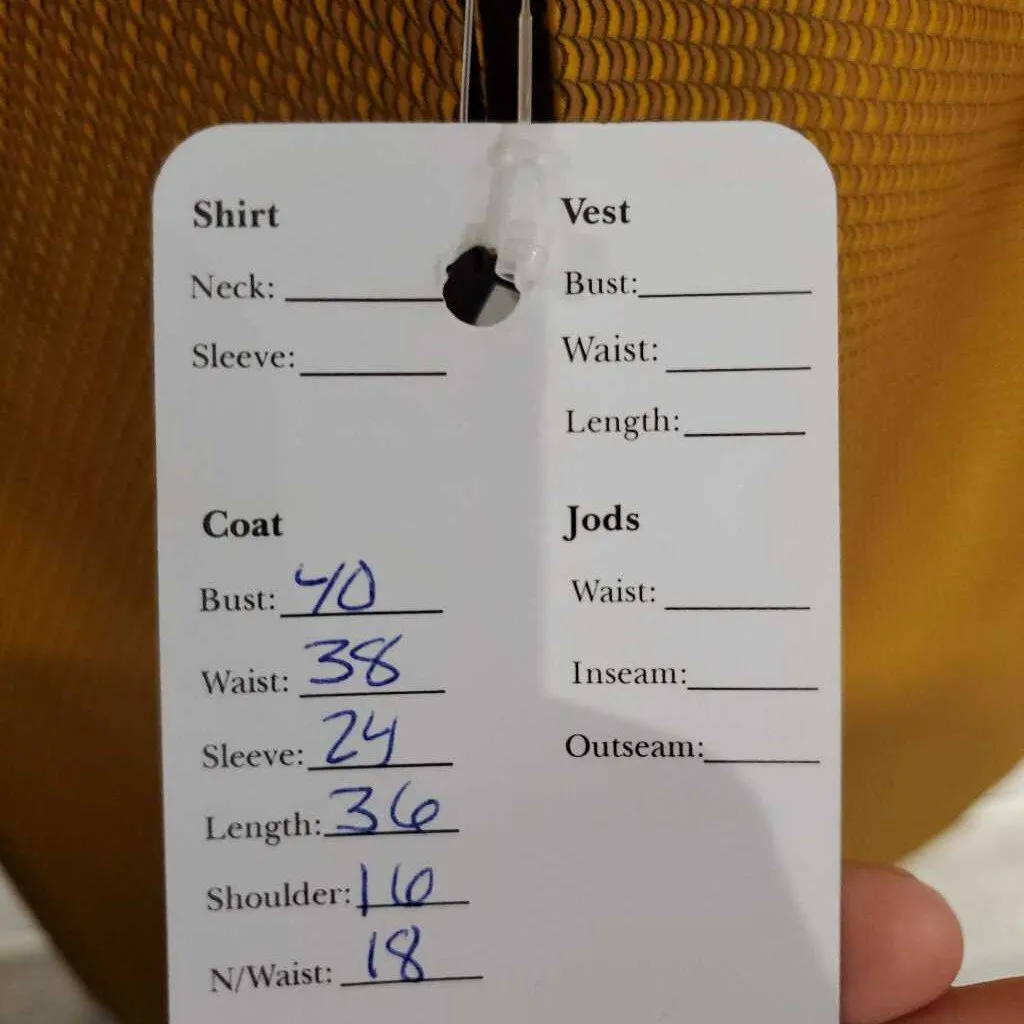 Shirt
Neck:
Sleeve:
Vest
Bust:
Waist:
Length:
Coat
Bust: 40
Waist: 38
Sleeve: 24
Length: 36
Shoulder: 16
N/Waist: 18
Jods
Waist:
Inseam:
Outseam: